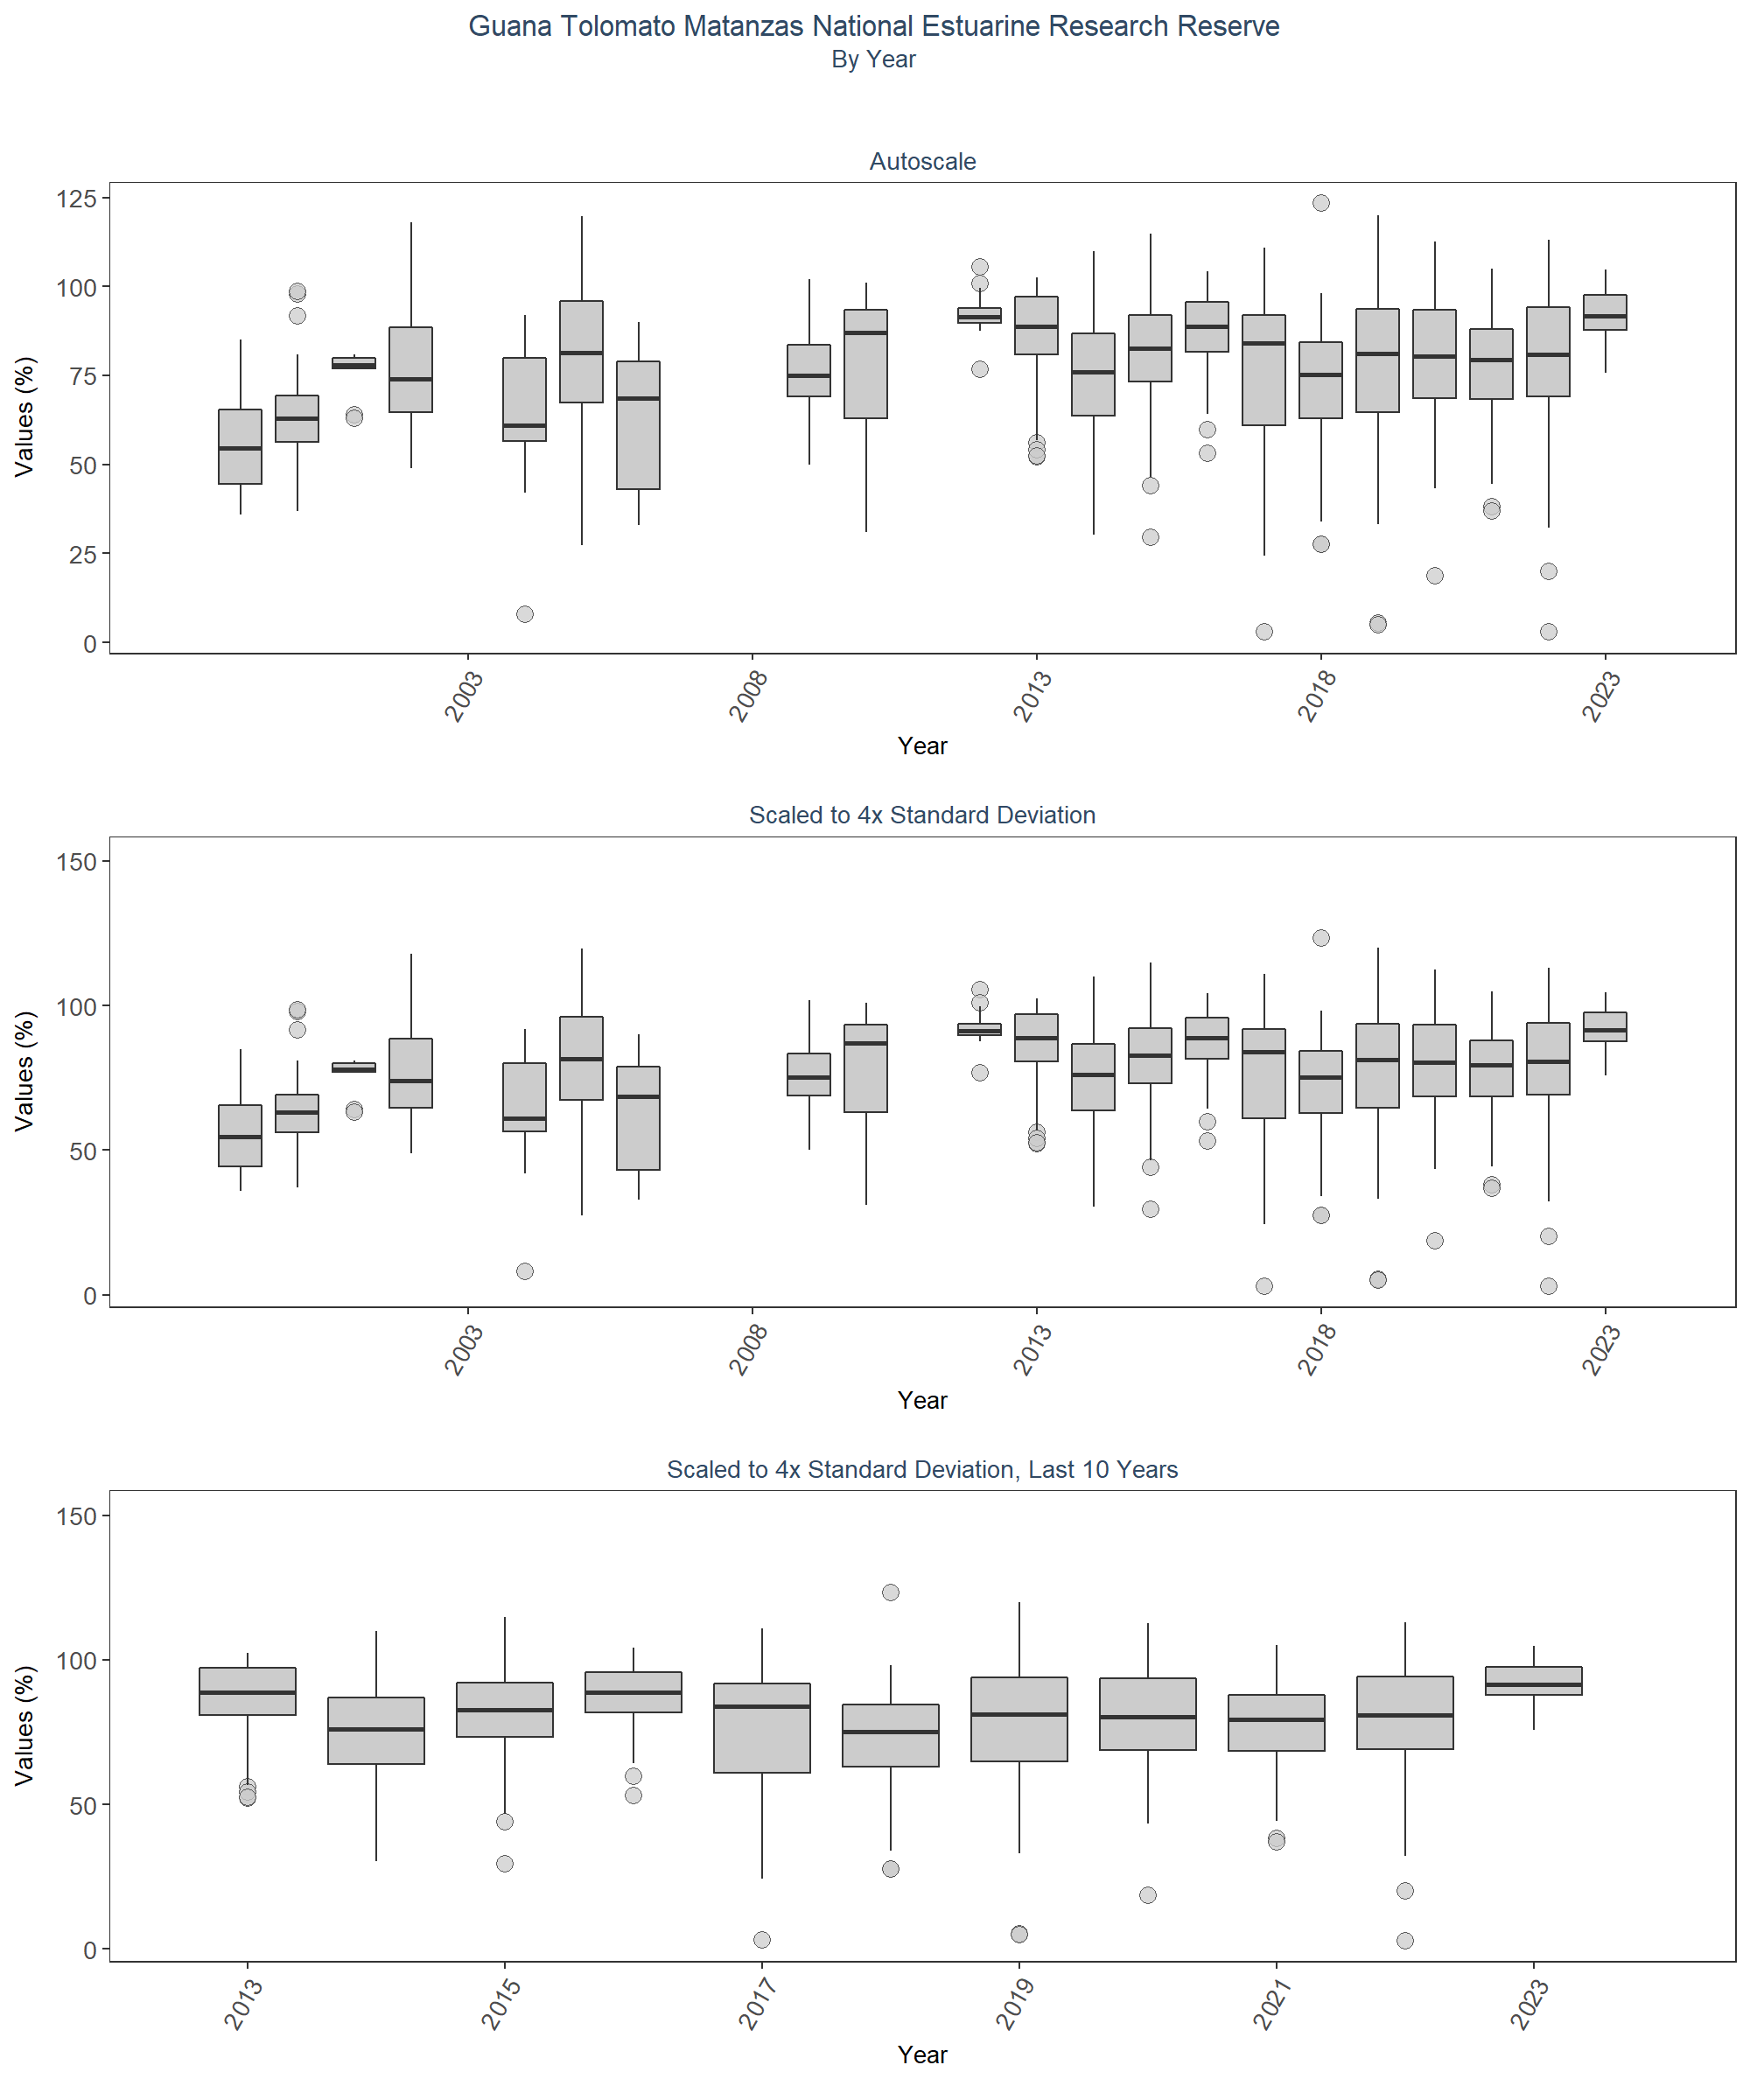 Guana Tolomato Matanzas National Estuarine Research Reserve
By Year
Autoscale
Values (%)
125
100
75
50
25
0
2003
2008
2013
2018
2023
Year
Scaled to 4x Standard Deviation
Values (%)
150
100
50
0
2003
2008
2013
2018
2023
Year
Scaled to 4x Standard Deviation, Last 10 Years
Values (%)
150
100
50
0
2013
2015
2017
2019
2021
2023
Year